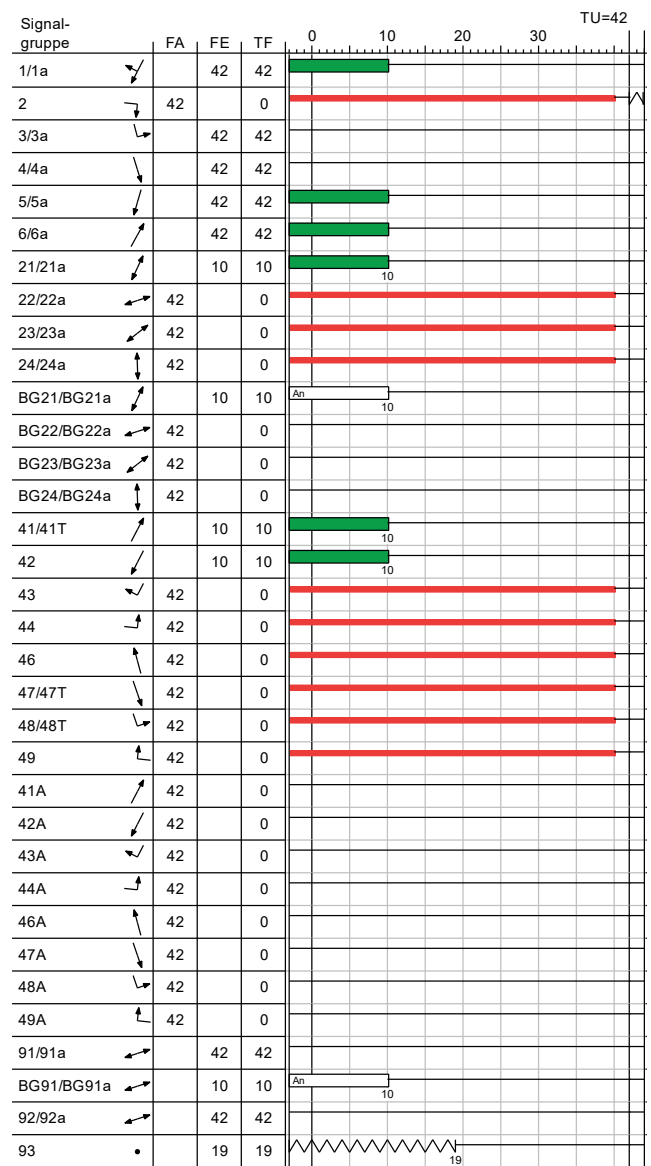 TU=42
Signal-
gruppe FA FE TF 0 10 20 30
1/1a 42 42
2 42 0
3/3a 42 42
4/4a 42 42
5/5a 42 42
6/6a 42 42
21/21a 10 10 10
22/22a 42 0
23/23a 42 0
24/24a 42 0
BG21/BG21a 10 10 An 10
BG22/BG22a 42 0
BG23/BG23a 42 0
BG24/BG24a 42 0
41/41T 10 10 10
42 10 10 10
43 42 0
44 42 0
46 42 0
47/47T 42 0
48/48T 42 0
49 42 0
41A 42 0
42A 42 0
43A 42 0
44A 42 0
46A 42 0
47A 42 0
48A 42 0
49A 42 0
91/91a 42 42
BG91/BG91a 10 10 An 10
92/92a 42 42
93 19 19 19